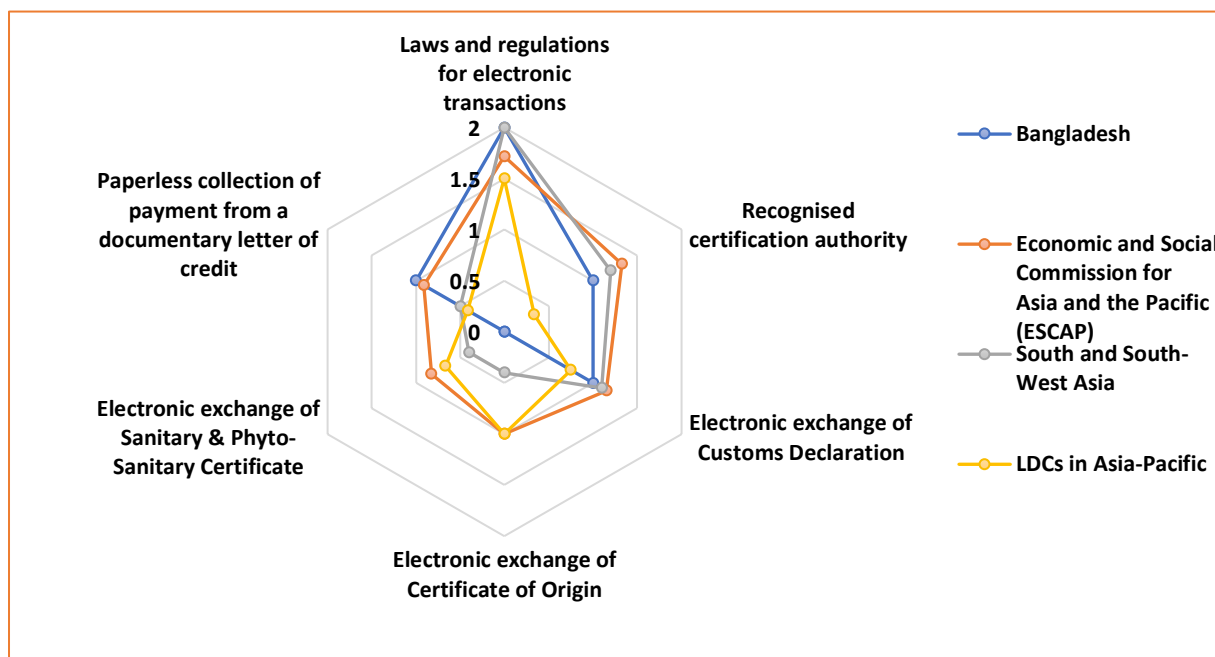 Laws and regulations
for electronic
transactions
2
1.5
1
0.5
0
Recognised
certification authority
Electronic exchange of
Customs Declaration
Electronic exchange of
Certificate of Origin
Electronic exchange of
Sanitary & Phyto-
Sanitary Certificate
Paperless collection of
payment from a
documentary letter of
credit
Bangladesh
Economic and Social
Commission for
Asia and the Pacific
(ESCAP)
South and South-
West Asia
LDCs in Asia-Pacific